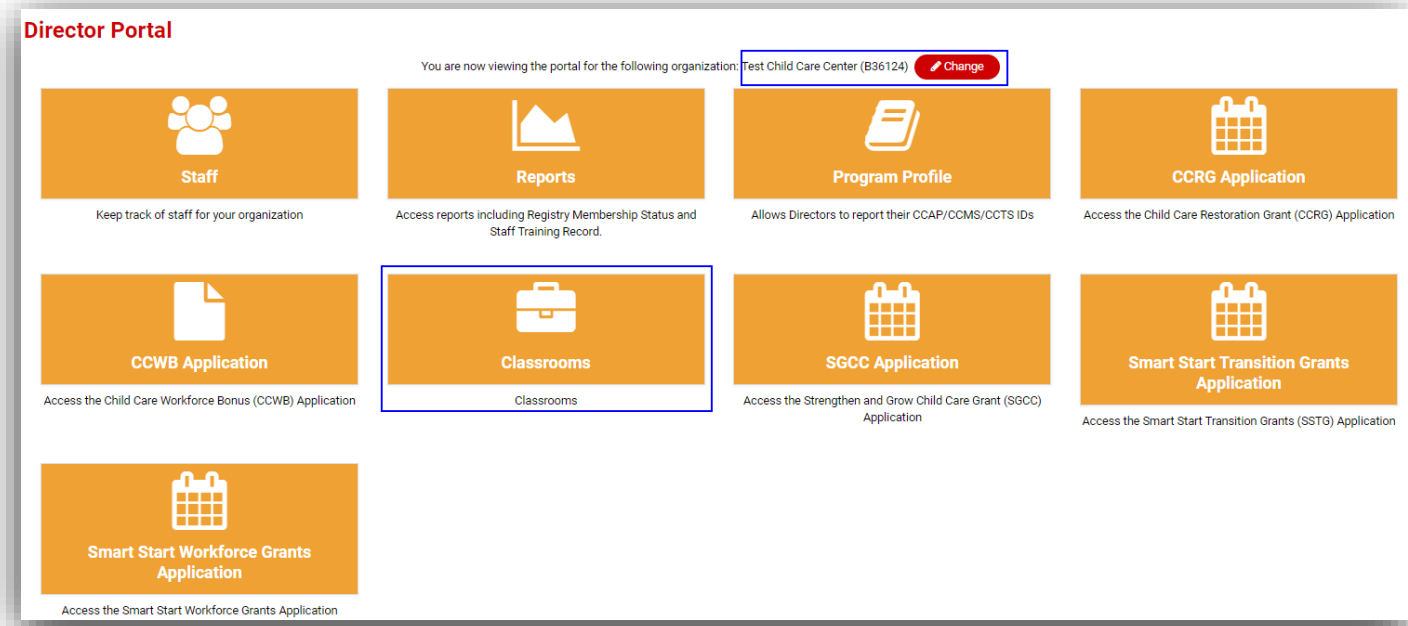 Director Portal
You are now viewing the portal for the following organization: Test Child Care Center (B36124) Change
Staff
Keep track of staff for your organization
Reports
Access reports including Registry Membership Status and
Staff Training Record.
Program Profile
Allows Directors to report their CCAP/CCMS/CCTS IDs
CCRG Application
Access the Child Care Restoration Grant (CCRG) Application
CCWB Application
Access the Child Care Workforce Bonus (CCWB) Application
Classrooms
Classrooms
SGCC Application
Access the Strengthen and Grow Child Care Grant (SGCC)
Application
Smart Start Transition Grants
Application
Access the Smart Start Transition Grants (SSTG) Application
Smart Start Workforce Grants
Application
Access the Smart Start Workforce Grants Application